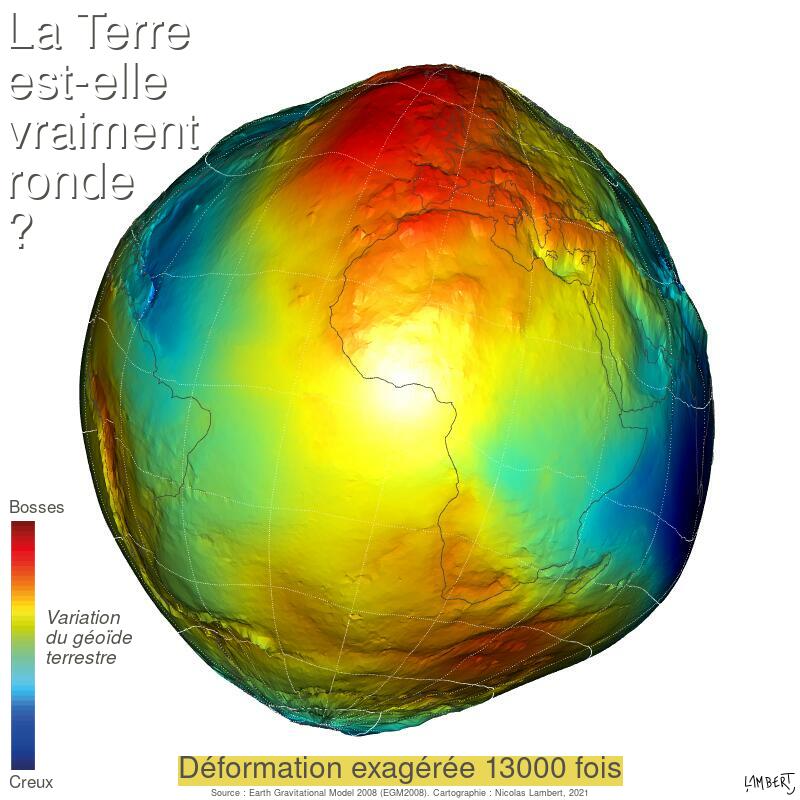 La Terre
est-elle
vraiment
ronde
?
Bosses
Variation
du géoïde
terrestre
Creux
Déformation exagérée 13000 fois
Source : Earth Gravitational Model 2008 (EGM2008). Cartographie : Nicolas Lambert, 2021
LAMBERT